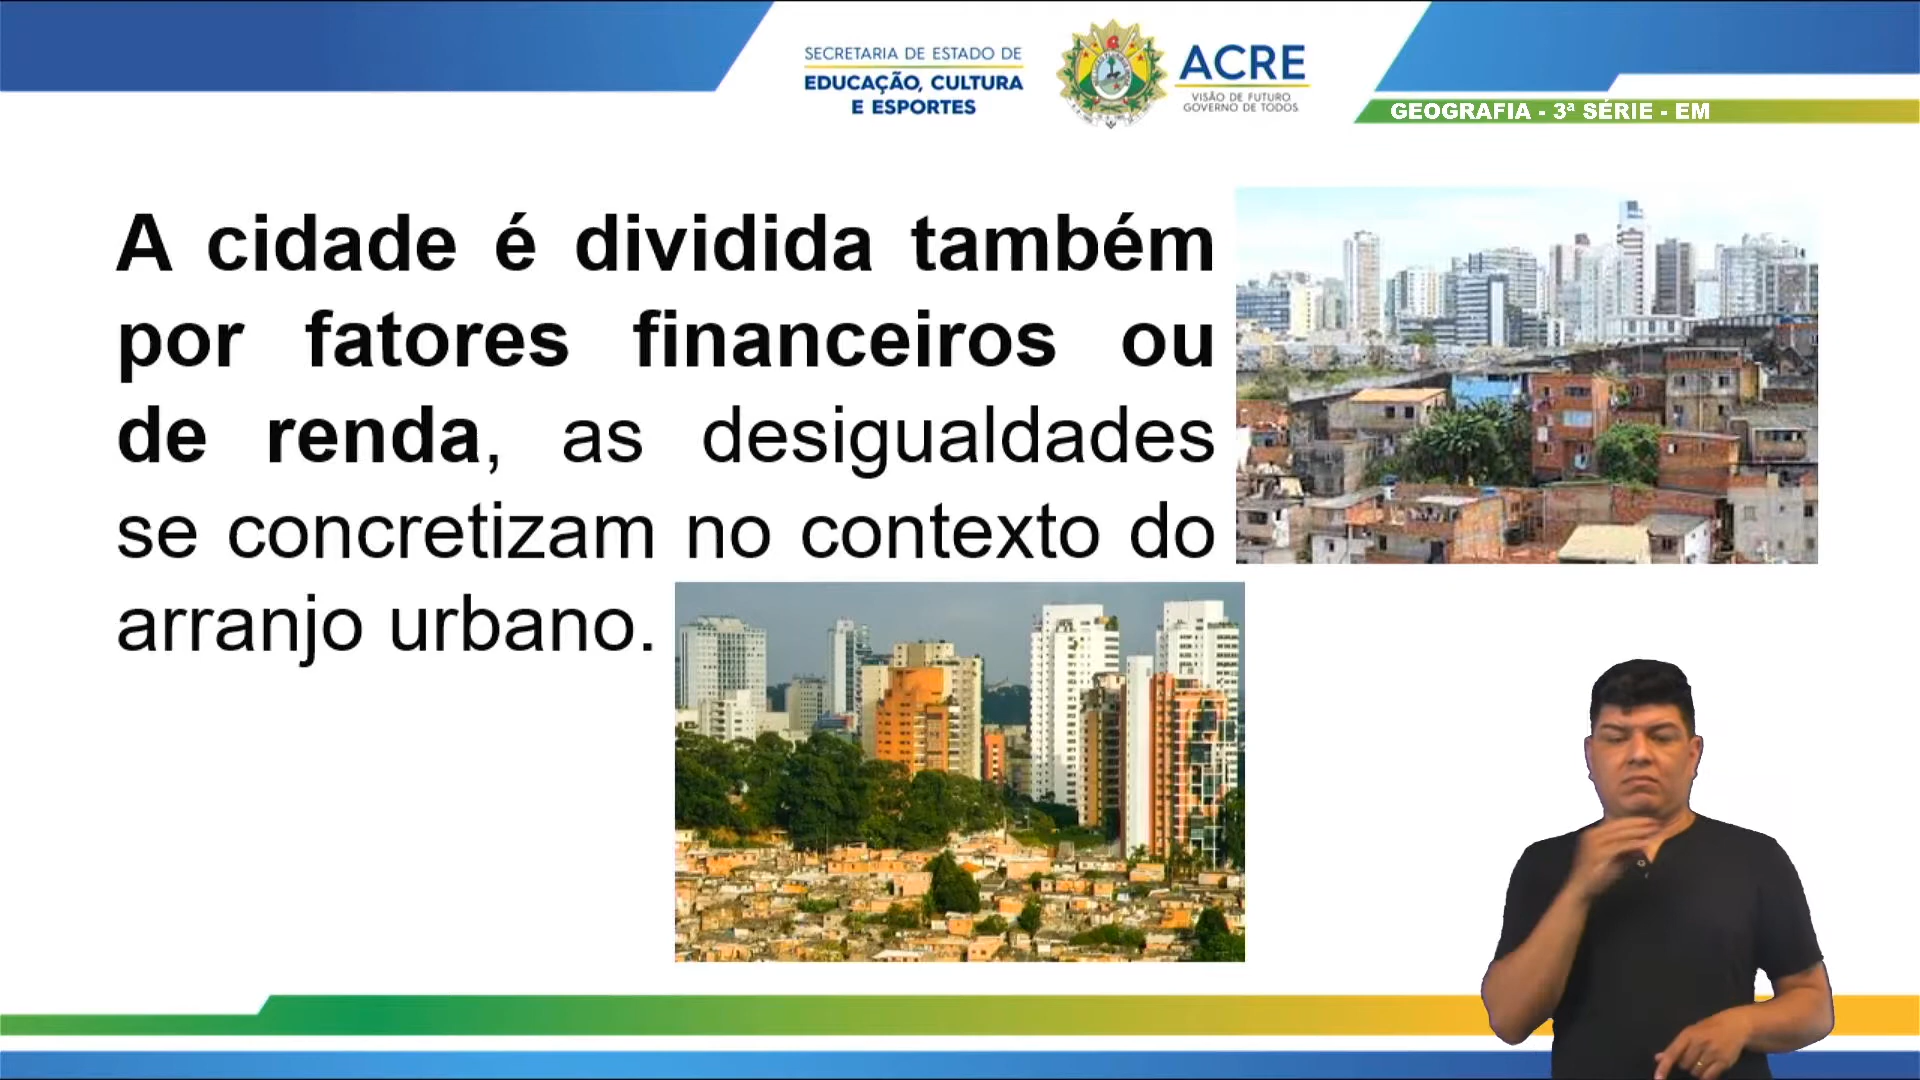 SECRETARIA DE ESTADO DE
EDUCAÇÃO, CULTURA
E ESPORTES
ACRE
VISÃO DE FUTURO
GOVERNO DE TODOS
GEOGRAFIA - 3ª SÉRIE - EM
A cidade é dividida também
por fatores financeiros ou
de renda, as desigualdades
se concretizam no contexto do
arranjo urbano.